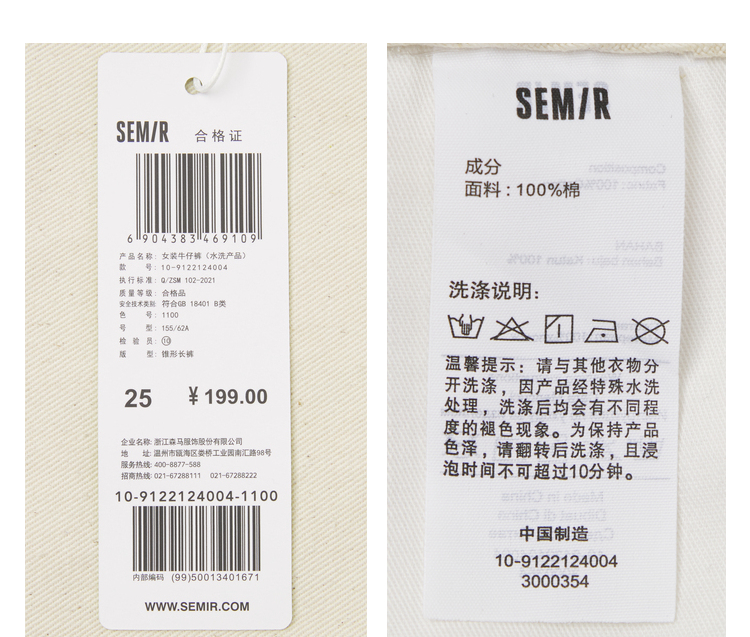 SEMIR 合格证
6 904383 469109
产品名称: 女装牛仔裤（水洗产品）
款 号: 10-9122124004
执行标准: Q/ZSM 102-2021
质量等级: 合格品
安全技术类别: 符合GB 18401 B类
色 号: 1100
号 型: 155/62A
检 验 员: 10
版 型: 锥形长裤
25 ¥ 199.00
企业名称: 浙江森马服饰股份有限公司
地 址: 温州市瓯海区娄桥工业园南汇路98号
服务热线: 400-8877-588
招商热线: 021-67288111 021-67288222
10-9122124004-1100
内部编码 (99)50013401671
WWW.SEMIR.COM
SEMIR
成分
面料:100%棉
洗涤说明:
温馨提示: 请与其他衣物分
开洗涤，因产品经特殊水洗
处理，洗涤后均会有不同程
度的褪色现象。为保持产品
色泽，请翻转后洗涤，且浸
泡时间不可超过10分钟。
中国制造
10-9122124004
3000354